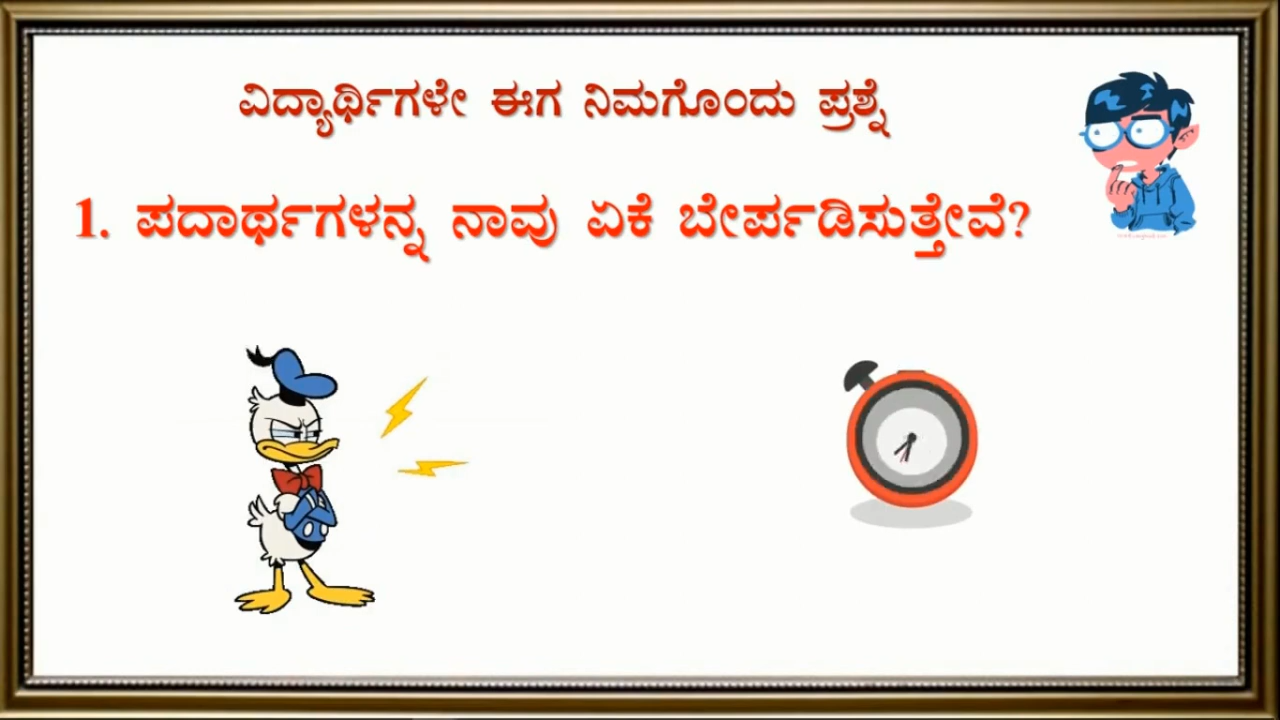 ವಿದ್ಯಾರ್ಥಿಗಳೇ ಈಗ ನಿಮಗೊಂದು ಪ್ರಶ್ನೆ
1. ಪದಾರ್ಥಗಳನ್ನ ನಾವು ಏಕೆ ಬೇರ್ಪಡಿಸುತ್ತೇವೆ?